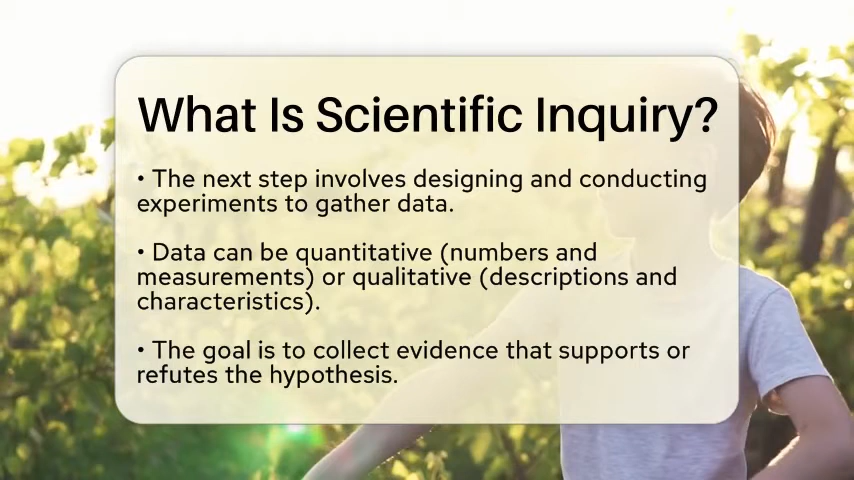 What Is Scientific Inquiry?
• The next step involves designing and conducting
experiments to gather data.
• Data can be quantitative (numbers and
measurements) or qualitative (descriptions and
characteristics).
• The goal is to collect evidence that supports or
refutes the hypothesis.